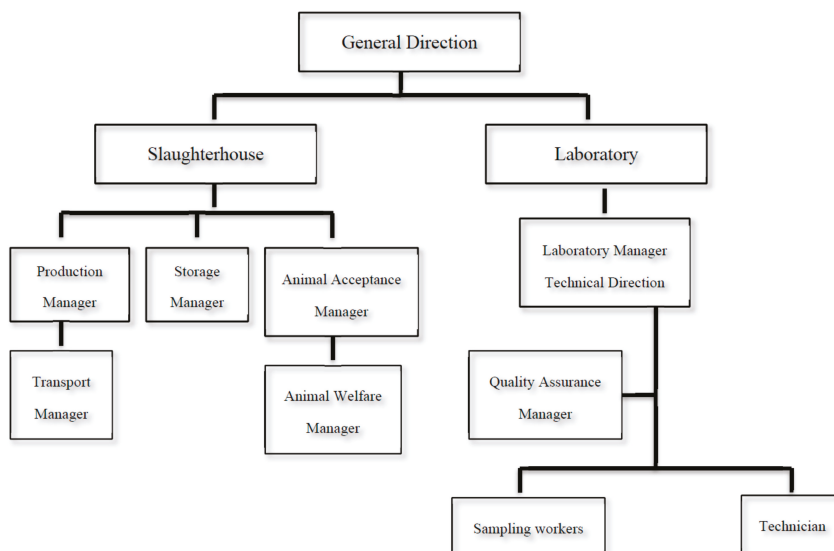 General Direction
Slaughterhouse
Laboratory
Production
Manager
Storage
Manager
Animal Acceptance
Manager
Laboratory Manager
Technical Direction
Transport
Manager
Animal Welfare
Manager
Quality Assurance
Manager
Sampling workers
Technician